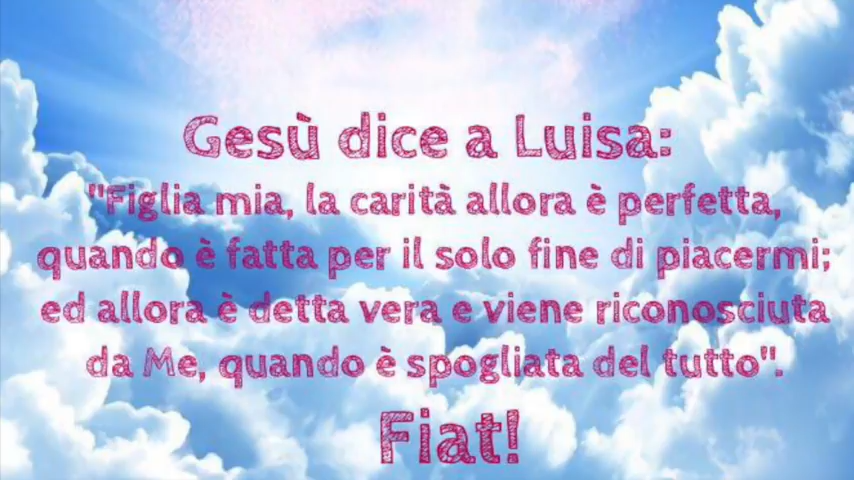 Gesù dice a Luisa:
"Figlia mia, la carità allora è perfetta,
quando è fatta per il solo fine di piacermi;
ed allora è detta vera e viene riconosciuta
da Me, quando è spogliata del tutto".
Fiat!